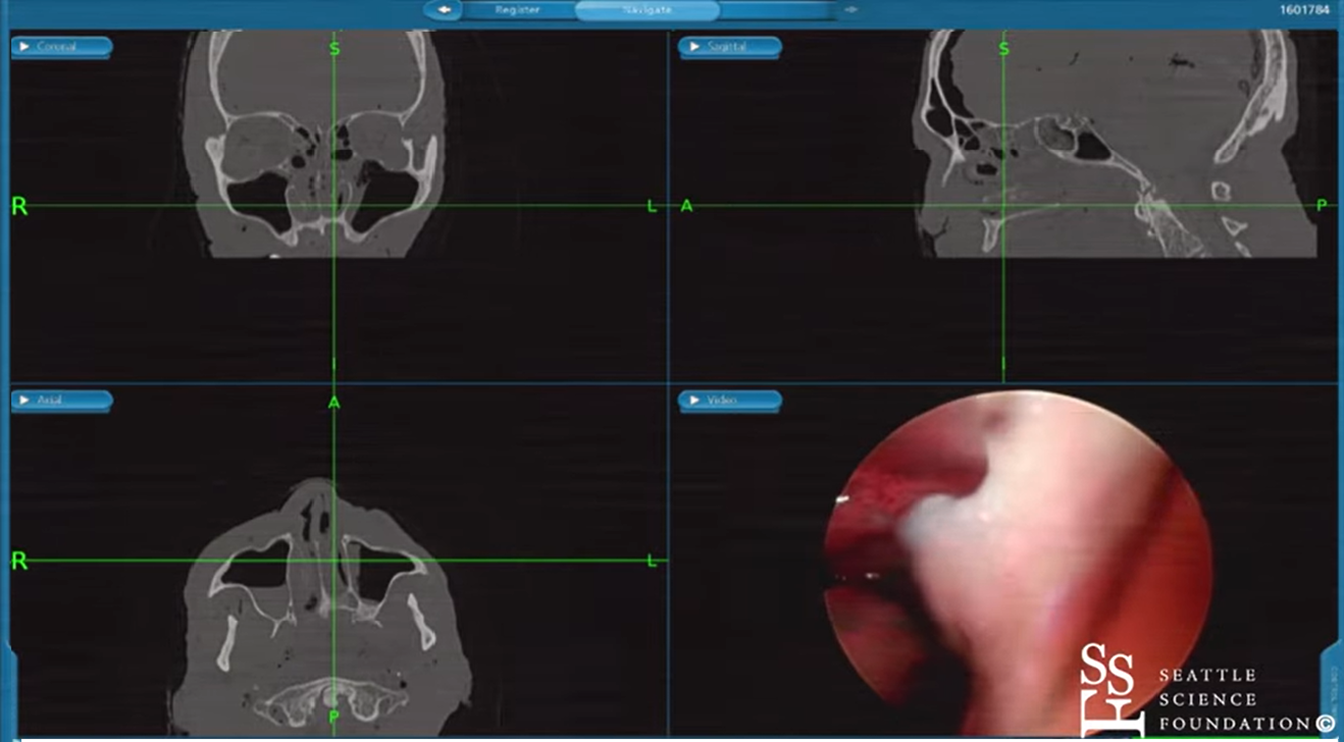 Register
Navigate
1601784
Coronal
S
R
L
I
Sagittal
S
A
P
I
Axial
A
R
L
P
Video
SSF
SEATTLE
SCIENCE
FOUNDATION©